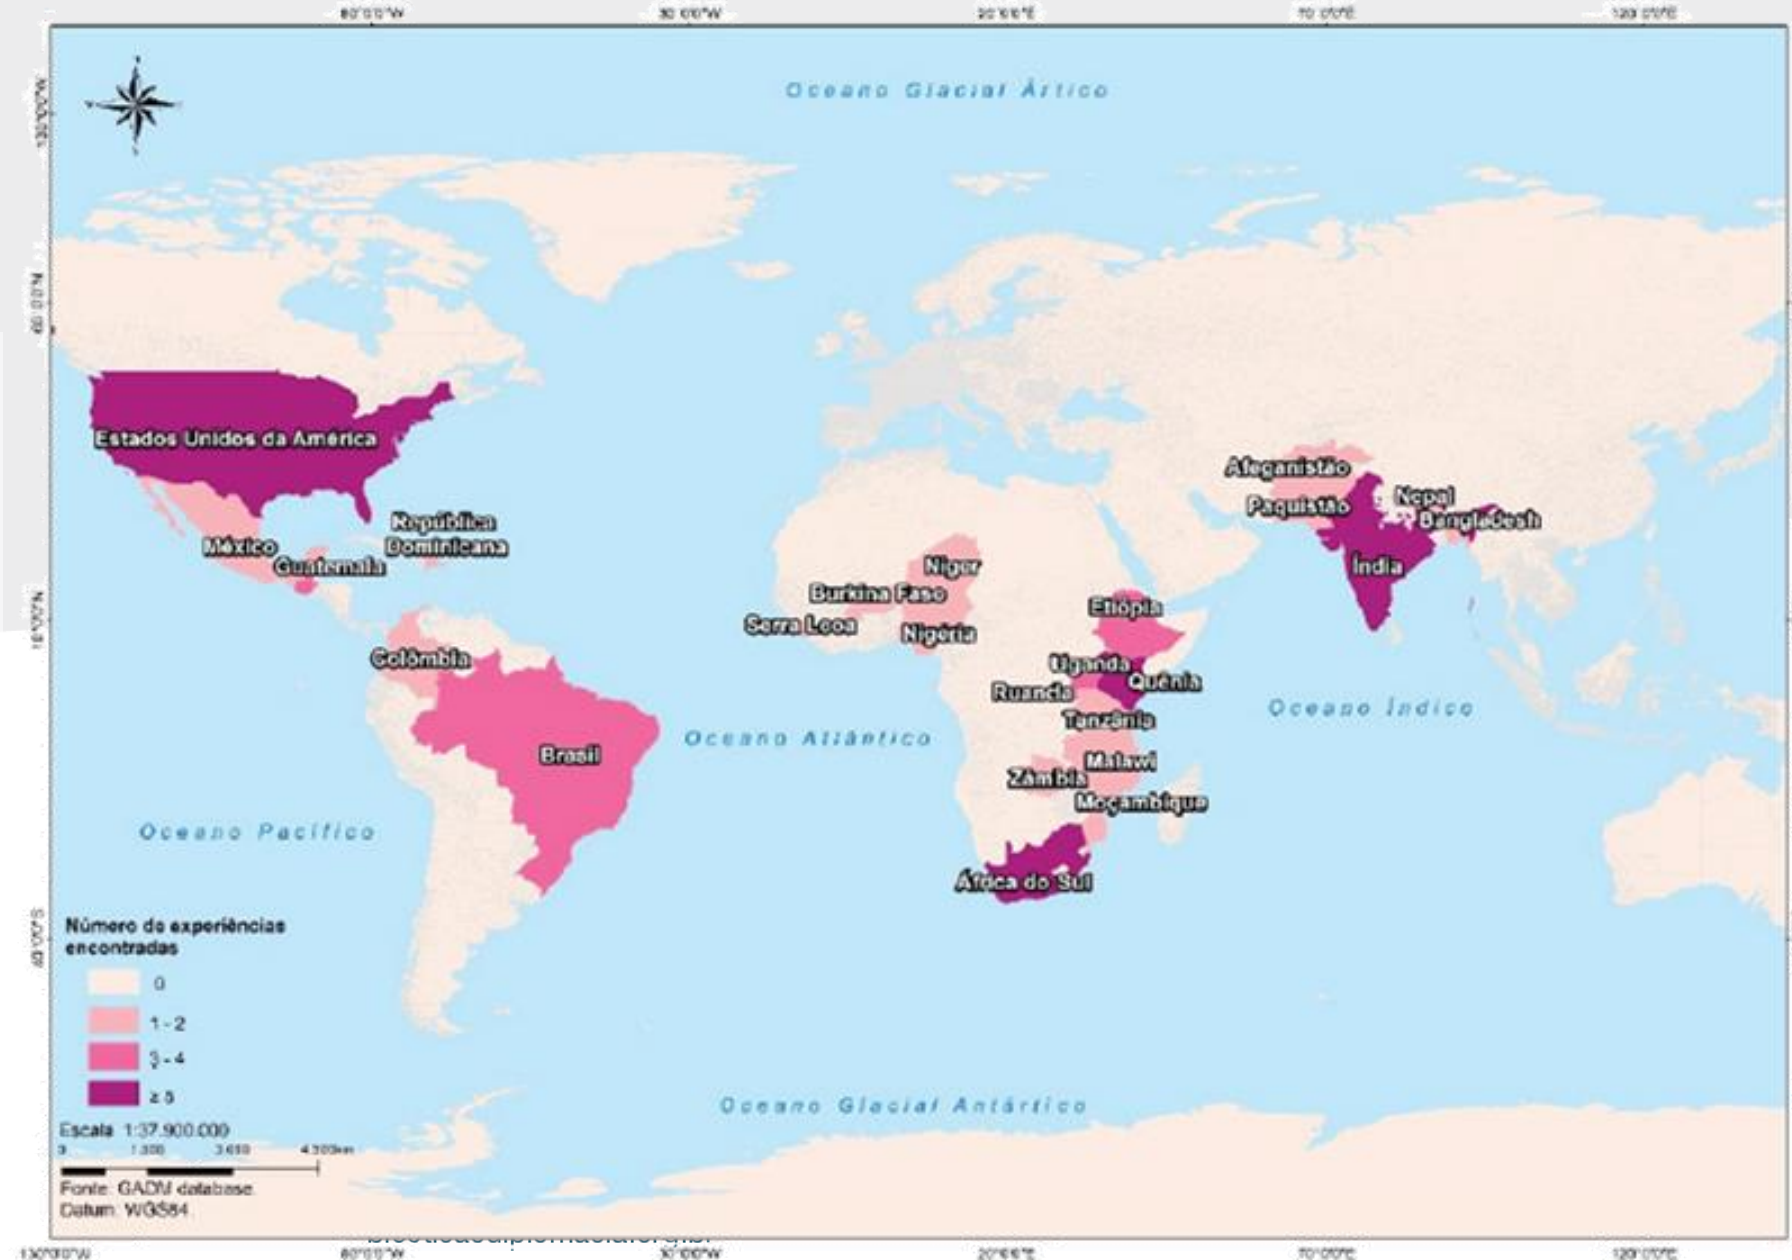 Oceano Glacial Ártico
Estados Unidos da América
Afeganistão
Nepal
Paquistão
Bangladesh
República
Dominicana
México
Guatemala
Índia
Niger
Burkina Faso
Etiópia
Serra Leoa
Nigéria
Colômbia
Uganda
Quênia
Ruanda
Oceano Índico
Tanzânia
Oceano Atlântico
Brasil
Malawi
Zâmbia
Moçambique
Oceano Pacífico
África do Sul
Número de experiências
encontradas
0
1 - 2
3 - 4
≥ 5
Oceano Glacial Antártico
Escala 1:37.900.000
Fonte: GADM database.
Datum: WGS84.